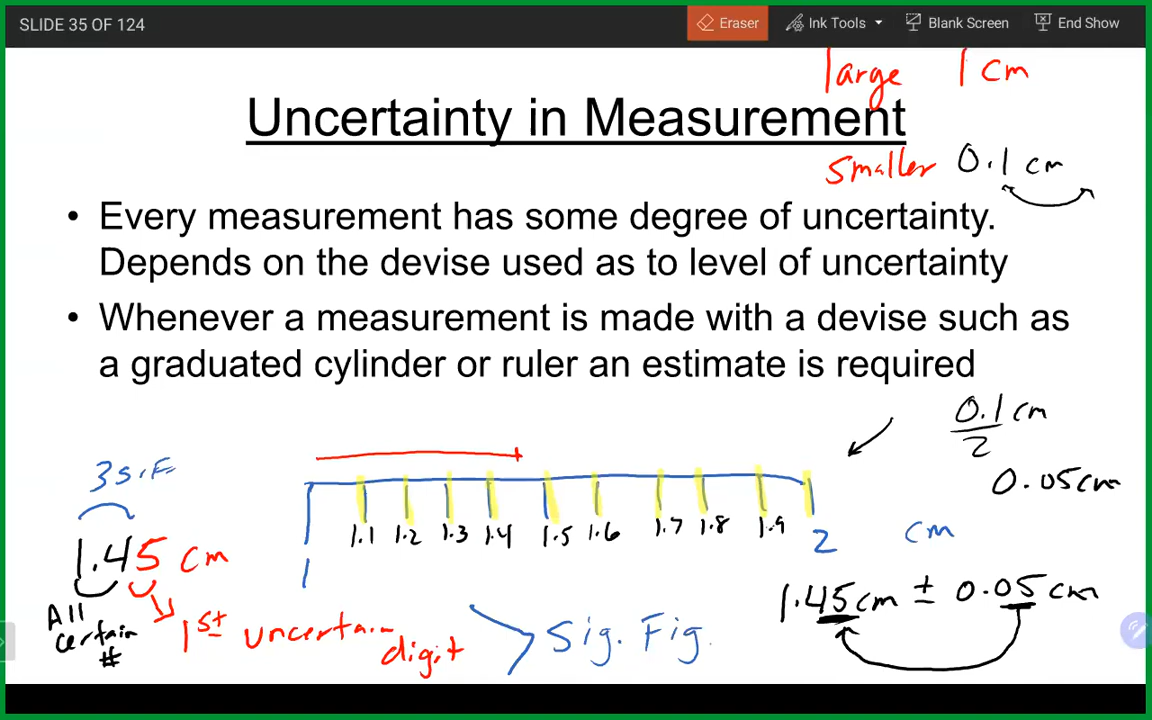 SLIDE 35 OF 124
Eraser
Ink Tools
Blank Screen
End Show
large 1 cm
Uncertainty in Measurement
smaller 0.1 cm
• Every measurement has some degree of uncertainty.
Depends on the devise used as to level of uncertainty
• Whenever a measurement is made with a devise such as
a graduated cylinder or ruler an estimate is required
0.1 cm
2
0.05 cm
3 S.F
1.1 1.2 1.3 1.4 1.5 1.6 1.7 1.8 1.9 2 cm
1
1.45 cm
All
certain
#
1st uncertain
digit
Sig. Fig.
1.45 cm ± 0.05 cm